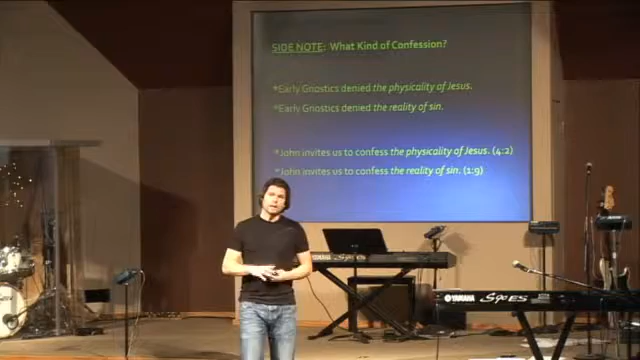 SIDE NOTE: What Kind of Confession?
*Early Gnostics denied the physicality of Jesus.
*Early Gnostics denied the reality of sin.
*John invites us to confess the physicality of Jesus. (4:2)
*John invites us to confess the reality of sin. (1:9)
YAMAHA S90 ES